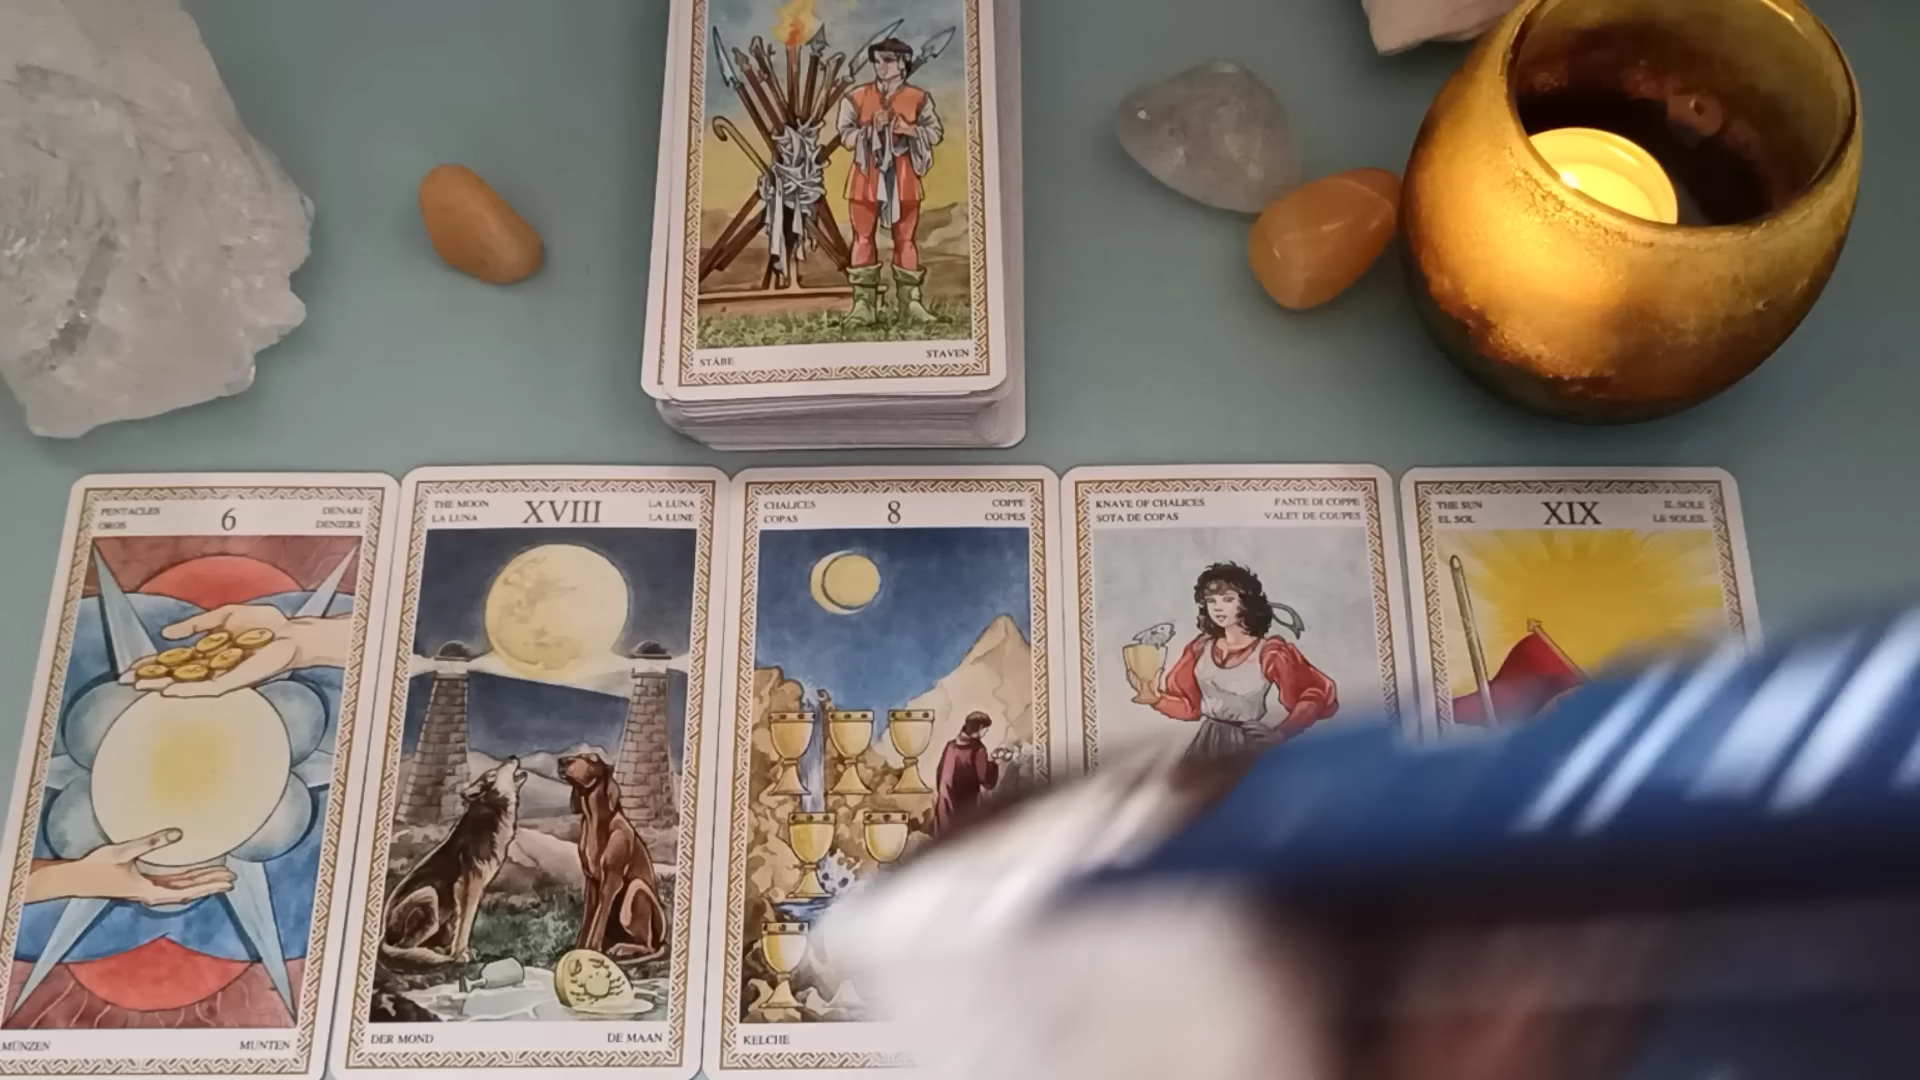 STÄBE STAVEN
PENTACLES 6 DENARI
OROS DENIERS
MÜNZEN MUNTEN
THE MOON XVIII LA LUNA
LA LUNA LA LUNE
DER MOND DE MAAN
CHALICES 8 COPPE
COPAS COUPES
KELCHE
KNAVE OF CHALICES FANTE DI COPPE
SOTA DE COPAS VALET DE COUPES
THE SUN XIX IL SOLE
EL SOL LE SOLEIL